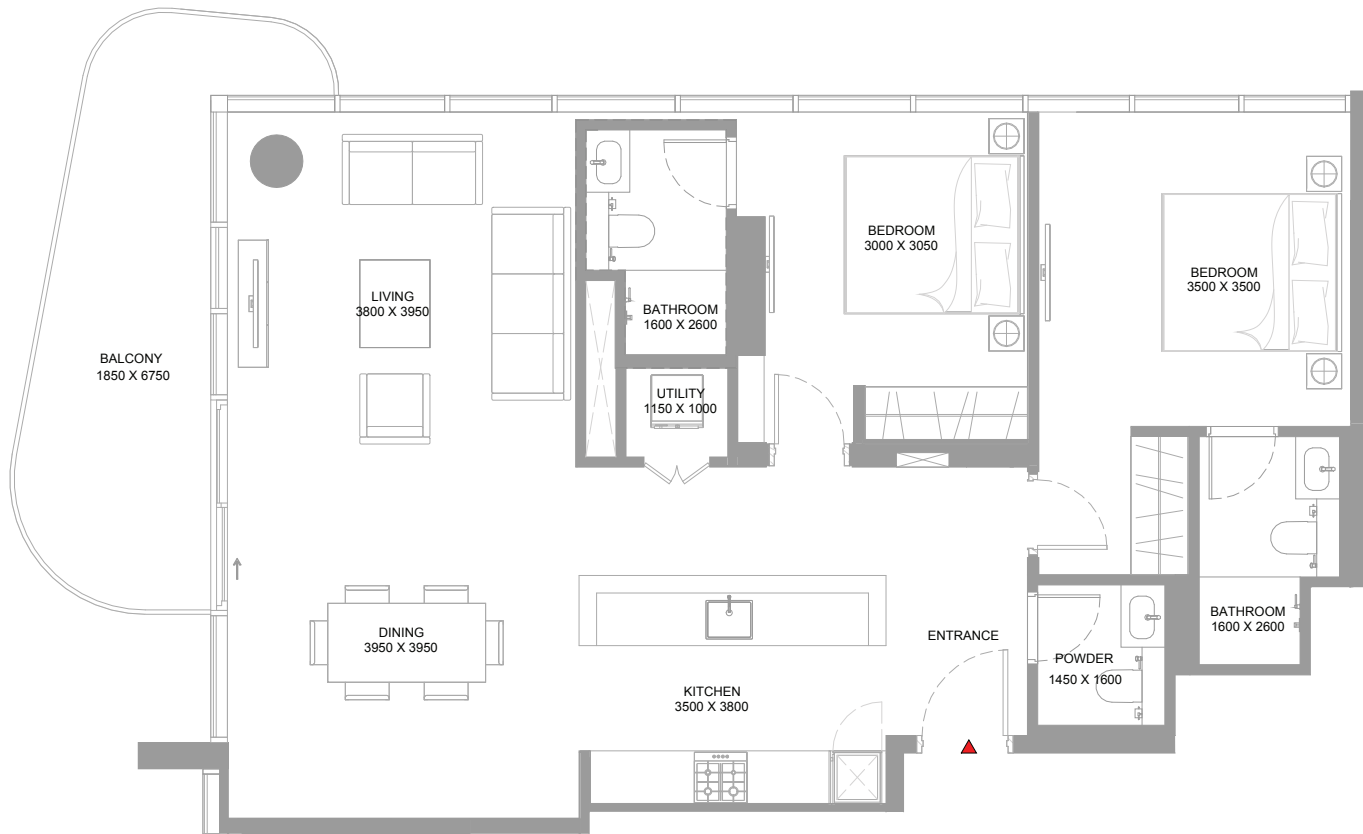 BEDROOM
3000 X 3050
BEDROOM
3500 X 3500
LIVING
3800 X 3950
BATHROOM
1600 X 2600
BALCONY
1850 X 6750
UTILITY
1150 X 1000
DINING
3950 X 3950
ENTRANCE
BATHROOM
1600 X 2600
POWDER
1450 X 1600
KITCHEN
3500 X 3800